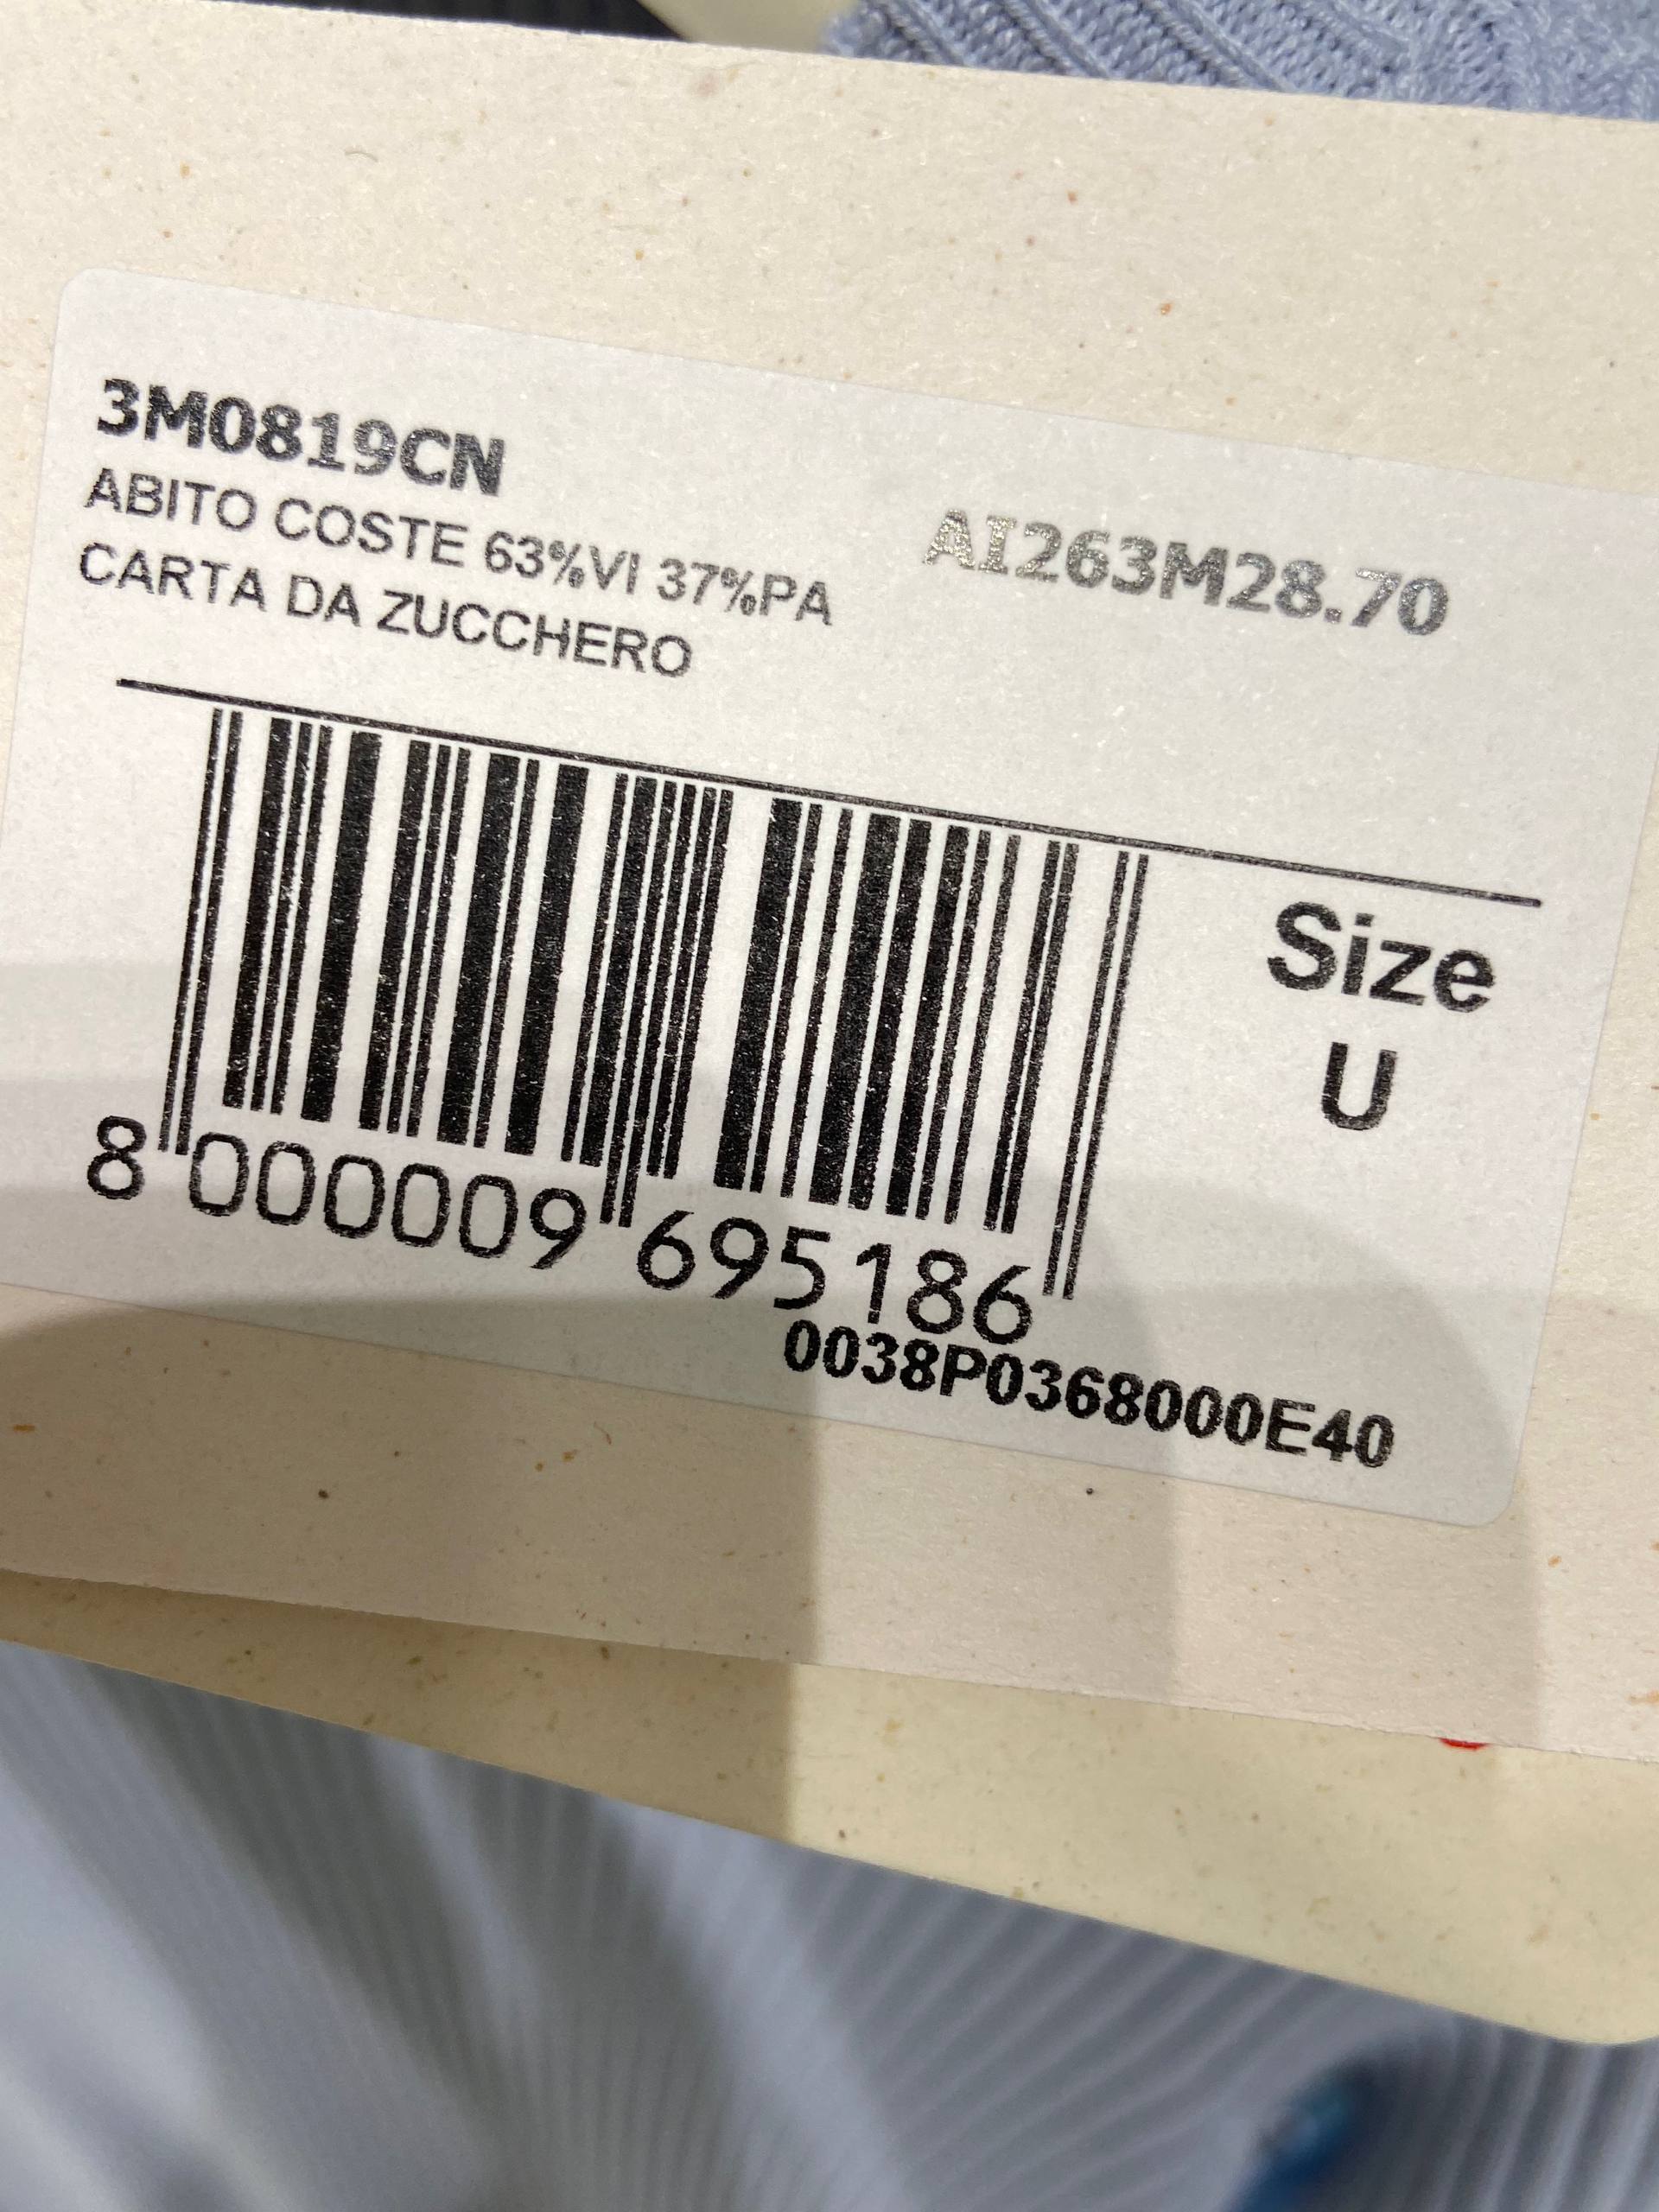 3M0819CN
ABITO COSTE 63%VI 37%PA
AI263M28.70
CARTA DA ZUCCHERO
Size
U
8 000009 695186
0038P0368000E40